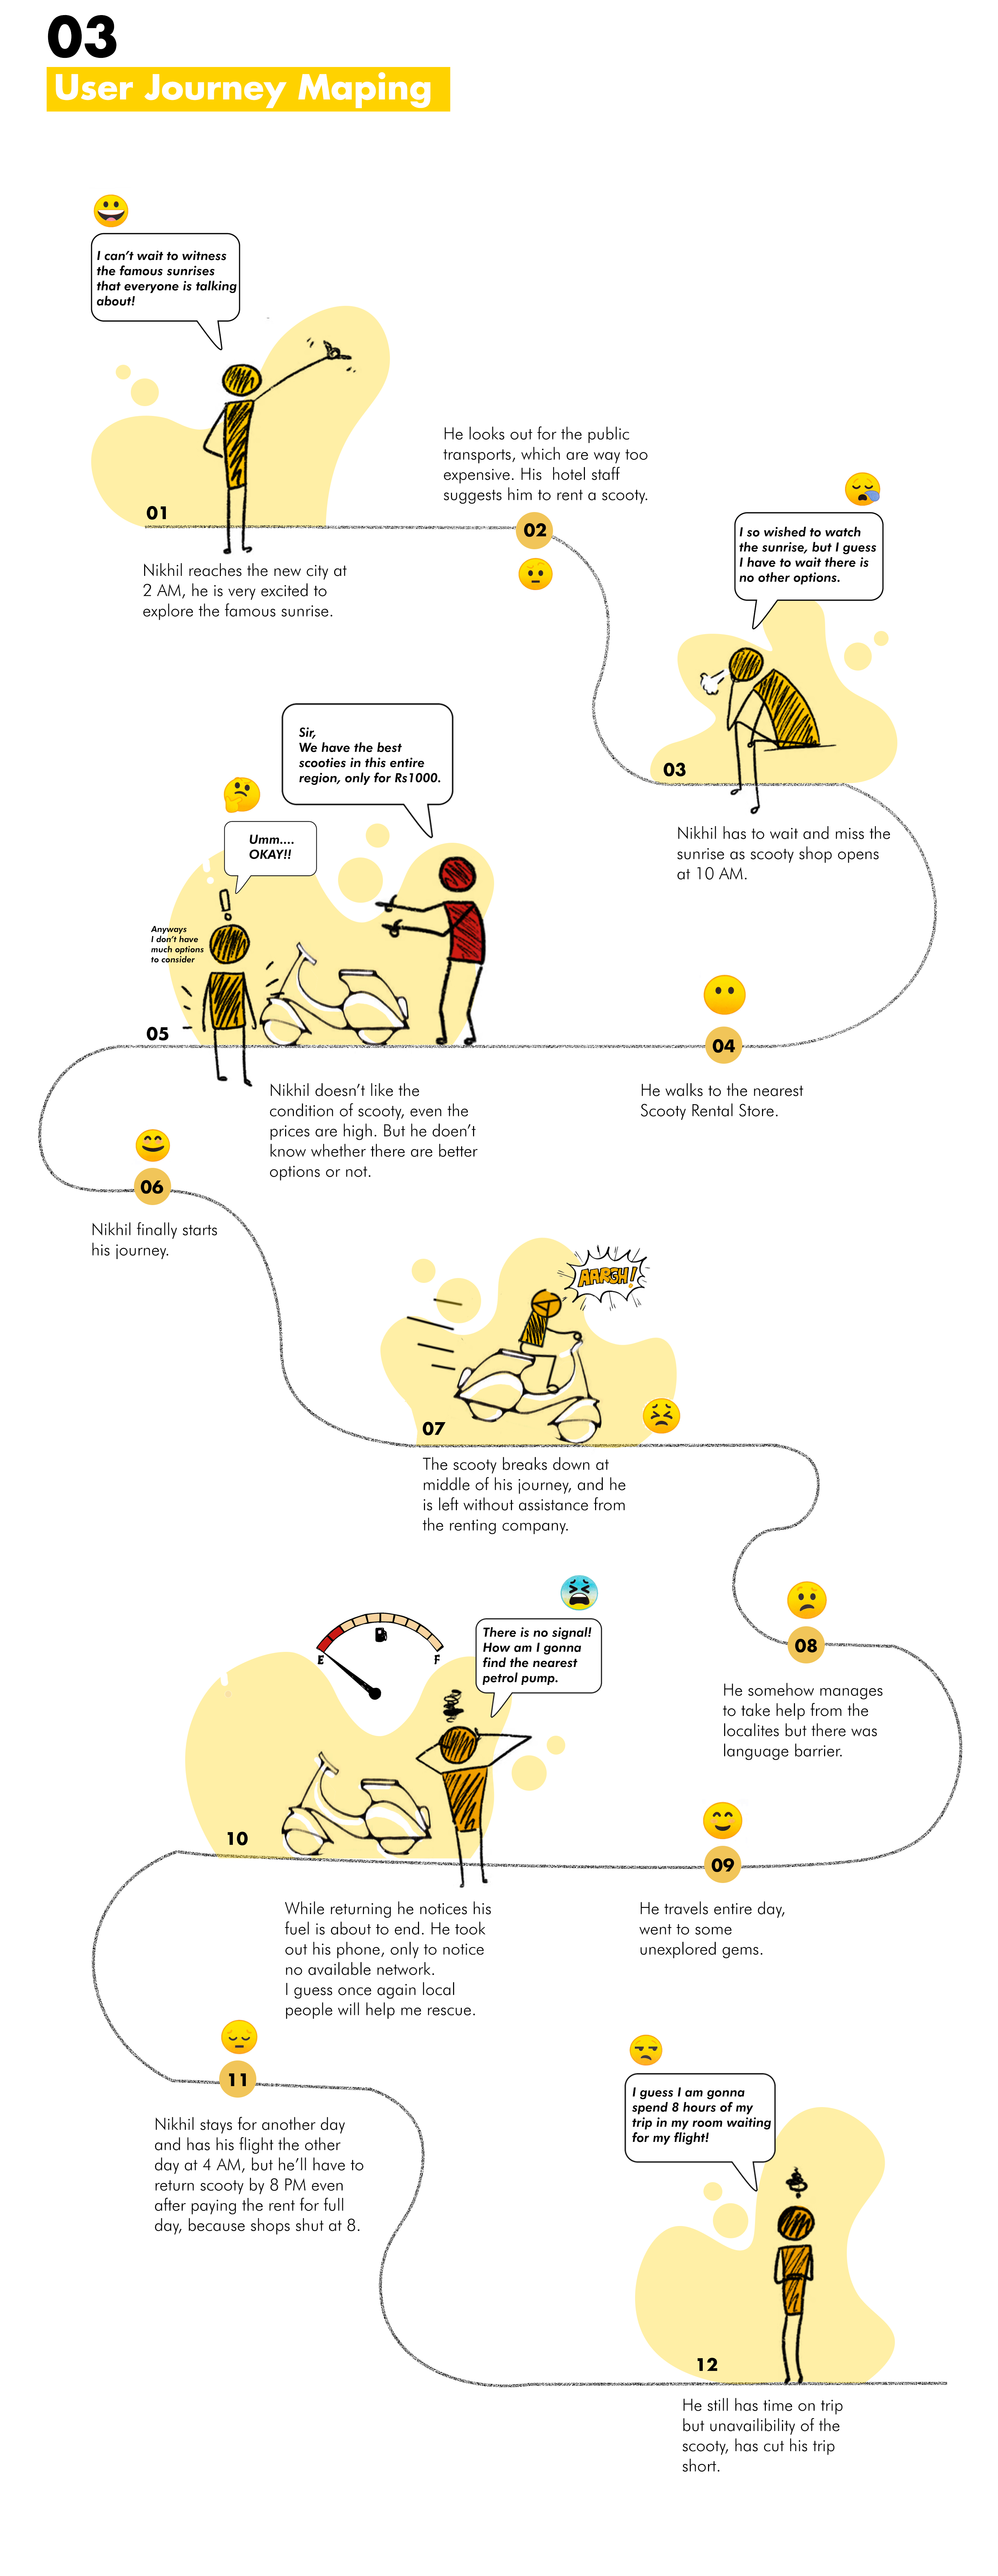 03
User Journey Maping
I can't wait to witness
the famous sunrises
that everyone is talking
about!
01
Nikhil reaches the new city at
2 AM, he is very excited to
explore the famous sunrise.
He looks out for the public
transports, which are way too
expensive. His hotel staff
suggests him to rent a scooty.
02
I so wished to watch
the sunrise, but I guess
I have to wait there is
no other options.
03
Nikhil has to wait and miss the
sunrise as scooty shop opens
at 10 AM.
04
He walks to the nearest
Scooty Rental Store.
Sir,
We have the best
scooties in this entire
region, only for Rs1000.
Umm....
OKAY!!
Anyways
I don't have
much options
to consider
05
Nikhil doesn't like the
condition of scooty, even the
prices are high. But he doen't
know whether there are better
options or not.
06
Nikhil finally starts
his journey.
AARGH!
07
The scooty breaks down at
middle of his journey, and he
is left without assistance from
the renting company.
08
He somehow manages
to take help from the
localites but there was
language barrier.
09
He travels entire day,
went to some
unexplored gems.
E
F
There is no signal!
How am I gonna
find the nearest
petrol pump.
10
While returning he notices his
fuel is about to end. He took
out his phone, only to notice
no available network.
I guess once again local
people will help me rescue.
11
Nikhil stays for another day
and has his flight the other
day at 4 AM, but he'll have to
return scooty by 8 PM even
after paying the rent for full
day, because shops shut at 8.
I guess I am gonna
spend 8 hours of my
trip in my room waiting
for my flight!
12
He still has time on trip
but unavailibility of the
scooty, has cut his trip
short.